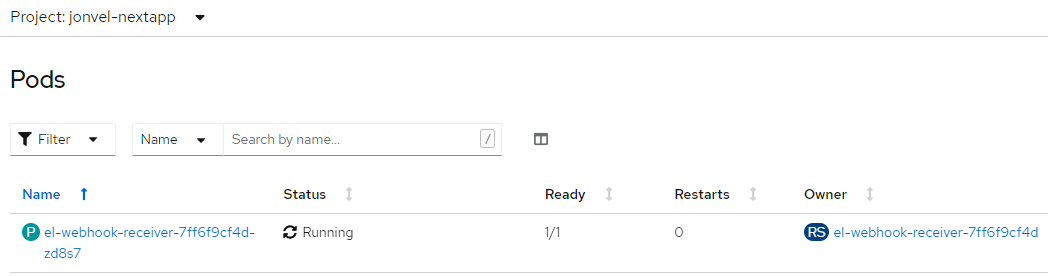 Project: jonvel-nextapp
Pods
Filter Name Search by name... /
Name Status Ready Restarts Owner
P el-webhook-receiver-7ff6f9cf4d- Running 1/1 0 RS el-webhook-receiver-7ff6f9cf4d
zd8s7